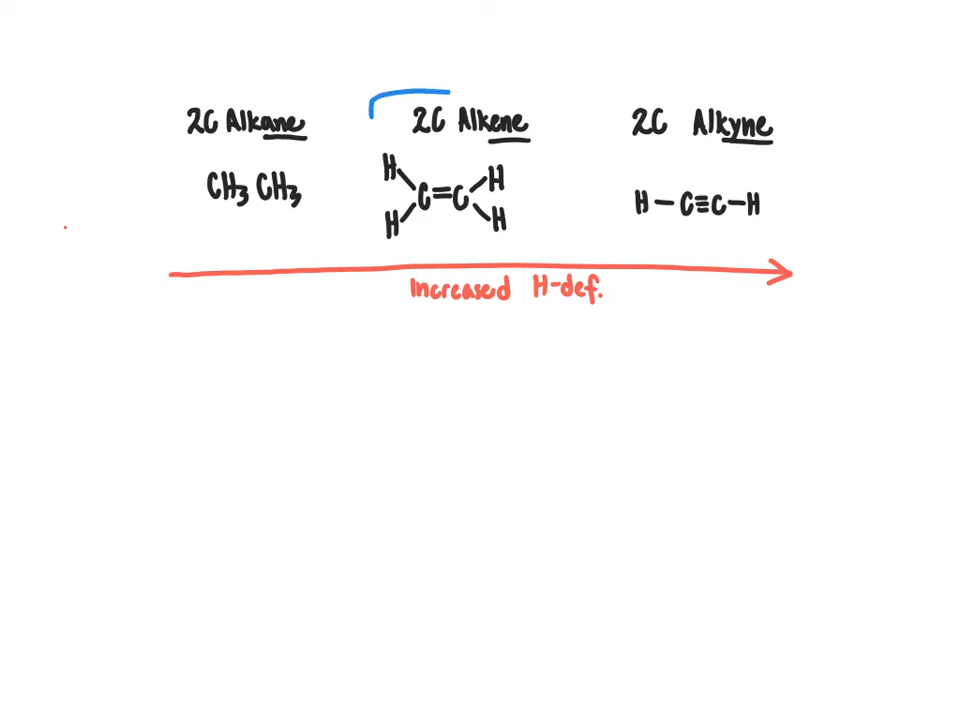 2C Alkane
2C Alkene
2C Alkyne
CH3 CH3
H H
C=C
H H
H-C≡C-H
Increased H-def.